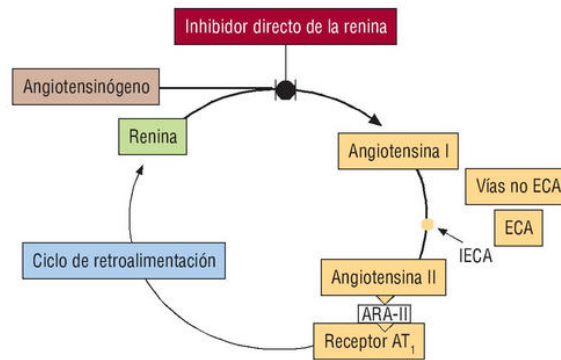 Inhibidor directo de la renina
Angiotensinógeno
Renina
Angiotensina I
Vías no ECA
ECA
IECA
Ciclo de retroalimentación
Angiotensina II
ARA-II
Receptor AT1